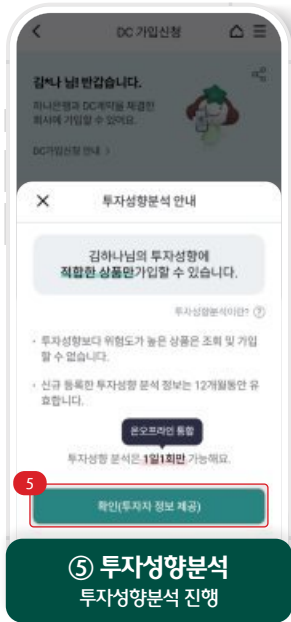 DC 가입신청
김*나 님! 반갑습니다.
하나은행과 DC계약을 체결한
회사에 가입할 수 있어요.
DC가입신청 안내 >
투자성향분석 안내
김하나님의 투자성향에
적합한 상품만가입할 수 있습니다.
투자성향분석이란? ?
· 투자성향보다 위험도가 높은 상품은 조회 및 가입
할 수 없습니다.
· 신규 등록한 투자성향 분석 정보는 12개월동안 유
효합니다.
온오프라인 통합
투자성향 분석은 1일1회만 가능해요.
5
확인(투자자 정보 제공)
⑤ 투자성향분석
투자성향분석 진행